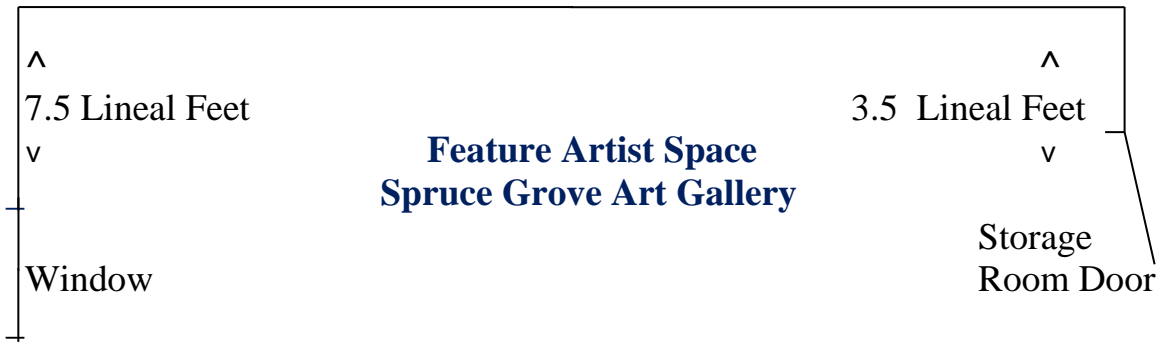 ^ ^
7.5 Lineal Feet 3.5 Lineal Feet
v v
Feature Artist Space
Spruce Grove Art Gallery
Storage
Window Room Door